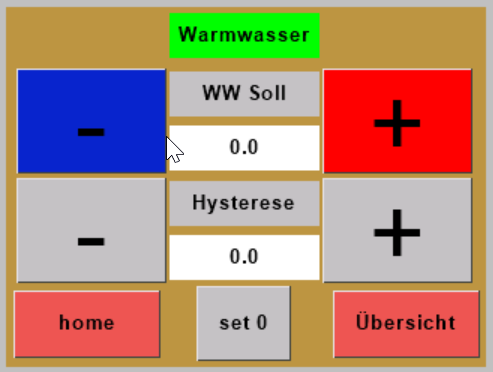 Warmwasser
WW Soll
-
0.0
+
Hysterese
-
0.0
+
home
set 0
Übersicht